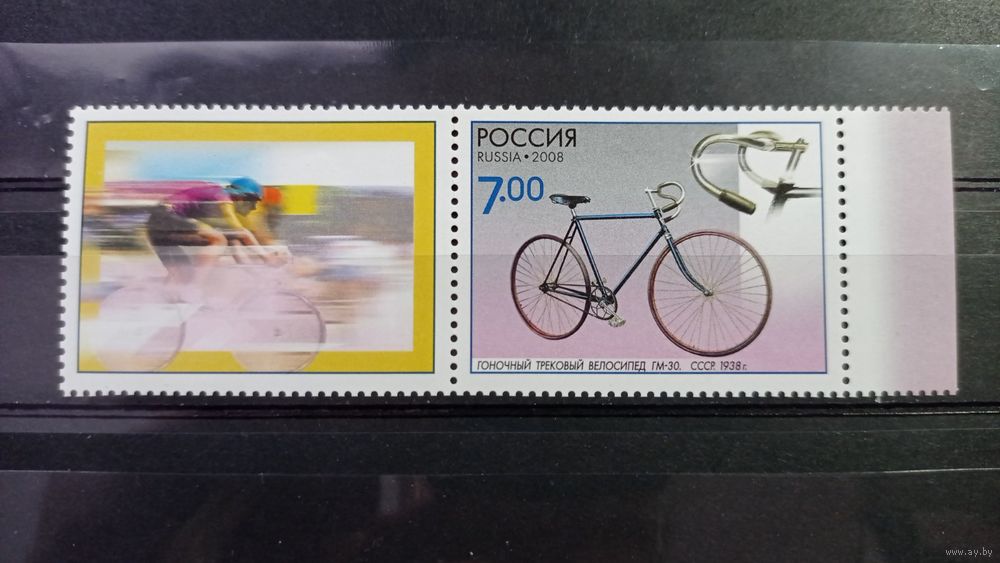 РОССИЯ
RUSSIA • 2008
7.00
ГОНОЧНЫЙ ТРЕКОВЫЙ ВЕЛОСИПЕД ГМ-30. СССР. 1938 г.
www.ay.by